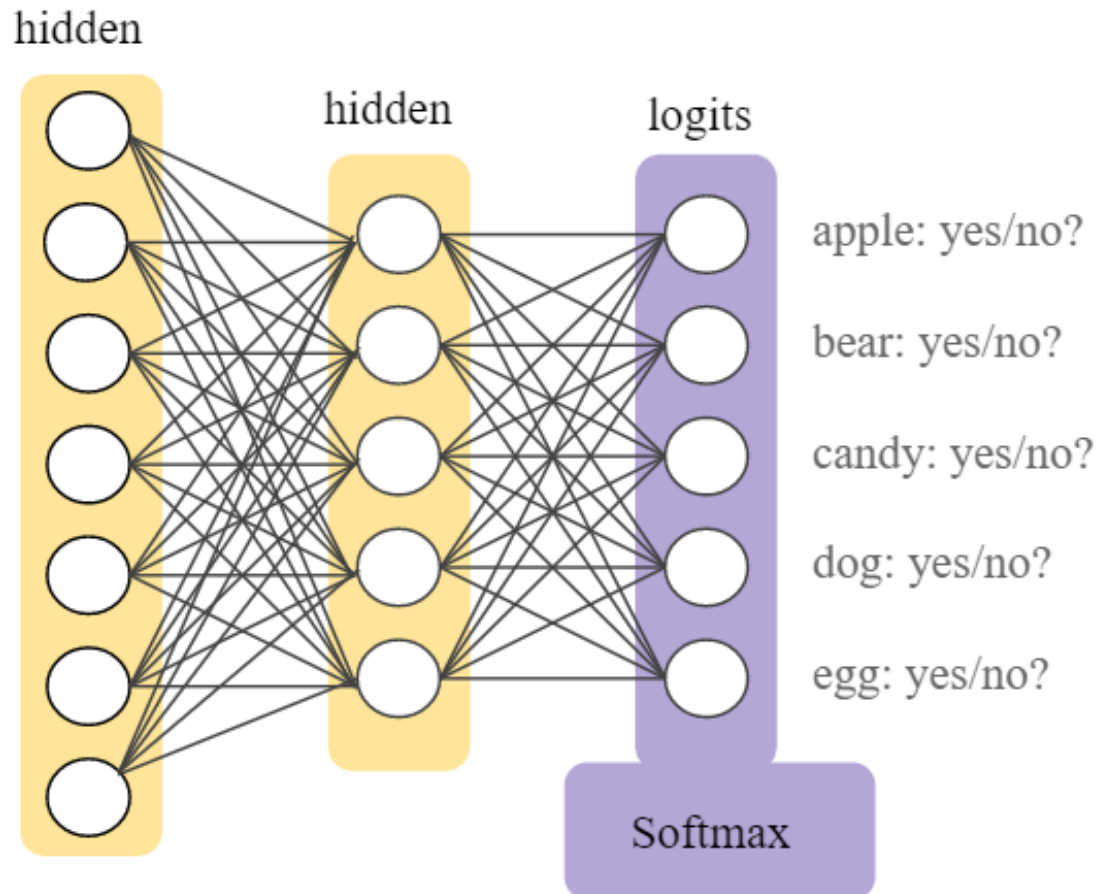 hidden
hidden
logits
apple: yes/no?
bear: yes/no?
candy: yes/no?
dog: yes/no?
egg: yes/no?
Softmax